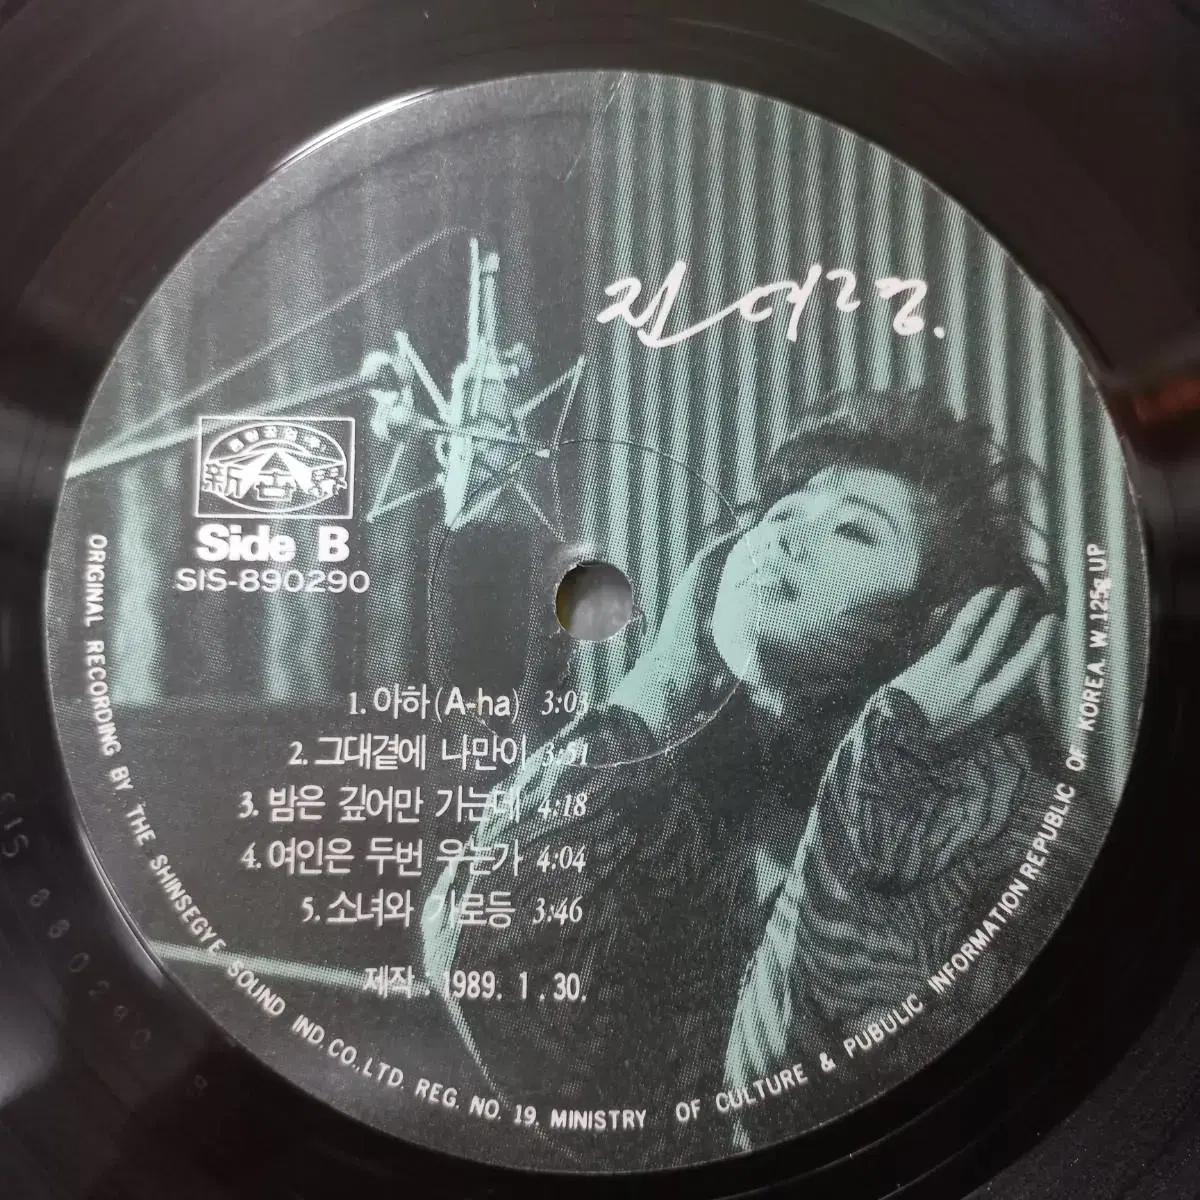 新世界
Side B
SIS-890290
1. 아하 (A-ha) 3:03
2. 그대곁에 나만이 3:51
3. 밤은 깊어만 가는데 4:18
4. 여인은 두번 우는가 4:04
5. 소녀와 가로등 3:46
제작 : 1989. 1. 30.
ORIGINAL RECORDING BY THE SHINSEGYE SOUND IND. CO., LTD. REG. NO. 19. MINISTRY OF CULTURE & PUBULIC INFORMATION REPUBLIC OF KOREA. W. 125g UP